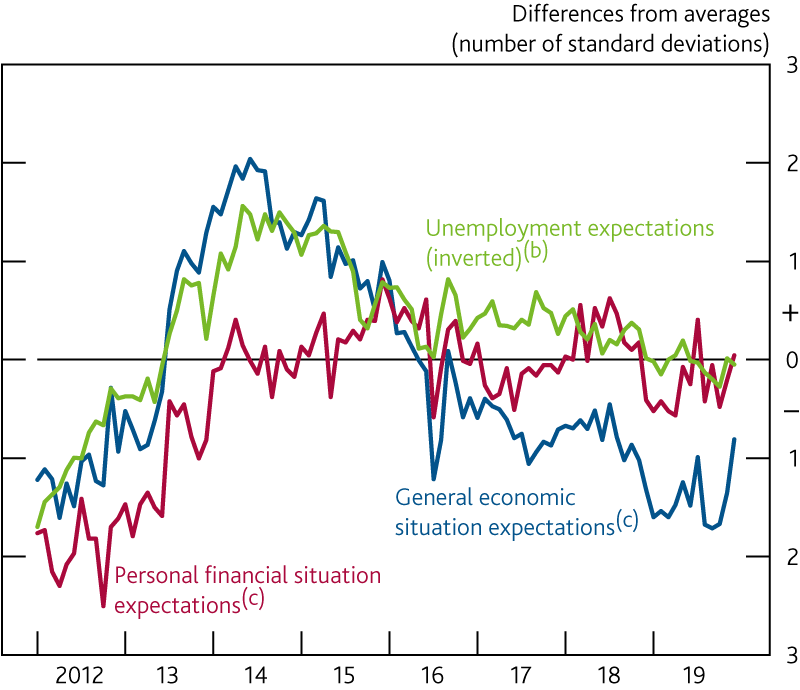 Differences from averages
(number of standard deviations)
3
2
1
+
0
–
1
2
3
Unemployment expectations
(inverted)(b)
General economic
situation expectations(c)
Personal financial situation
expectations(c)
2012 13 14 15 16 17 18 19